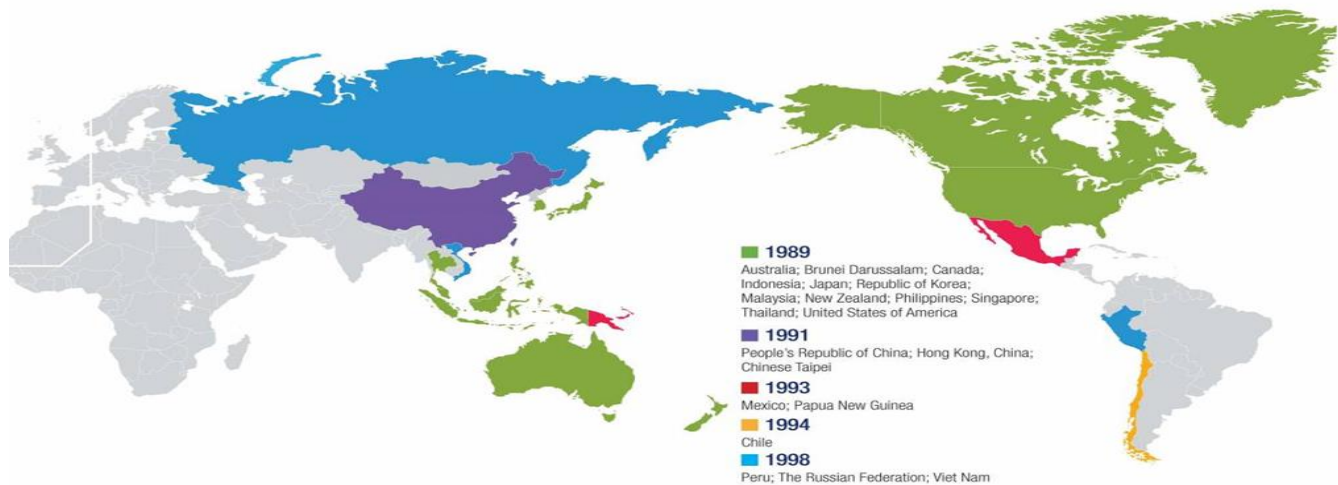 1989
Australia; Brunei Darussalam; Canada;
Indonesia; Japan; Republic of Korea;
Malaysia; New Zealand; Philippines; Singapore;
Thailand; United States of America
1991
People's Republic of China; Hong Kong, China;
Chinese Taipei
1993
Mexico; Papua New Guinea
1994
Chile
1998
Peru; The Russian Federation; Viet Nam